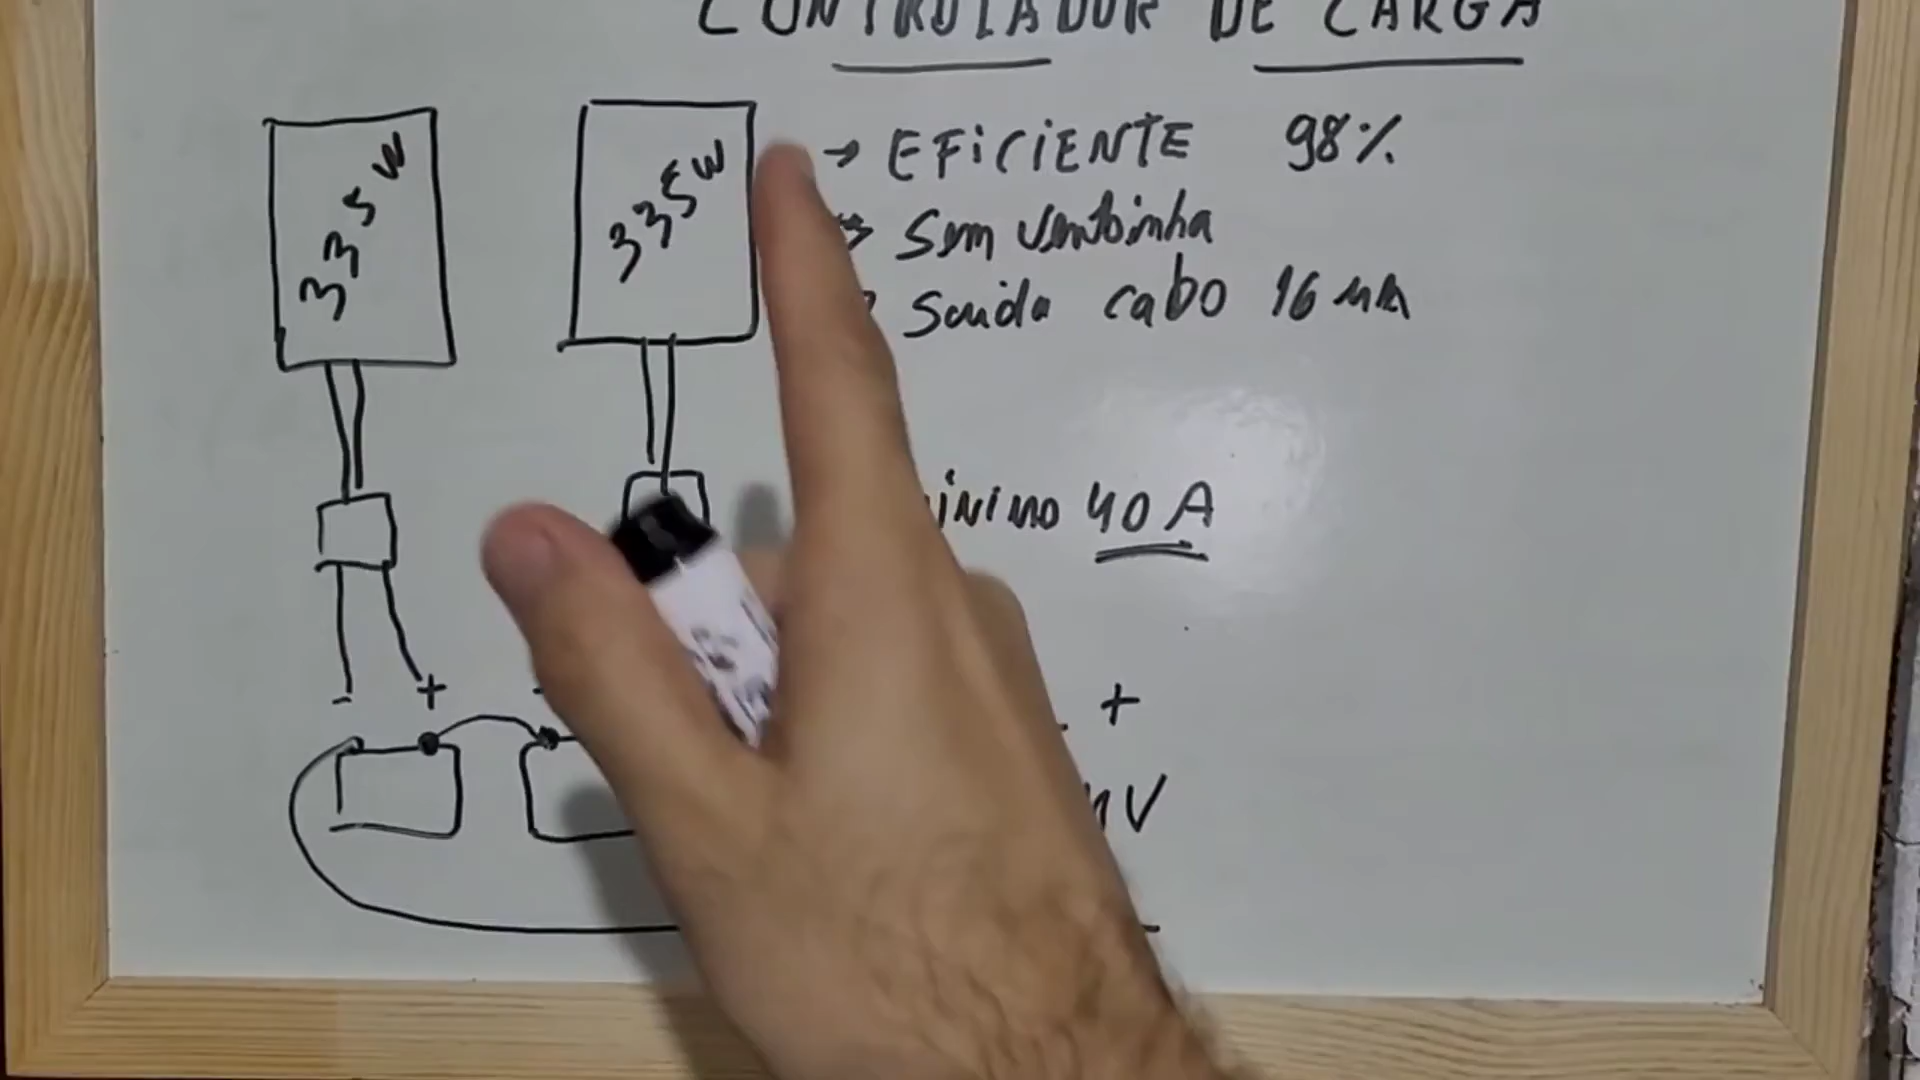 CONTROLADOR DE CARGA
335W
335W
→ EFiCiENTE 98%
Sem Ventoinha
Saida cabo 16 mm
40 A
- +
+
V